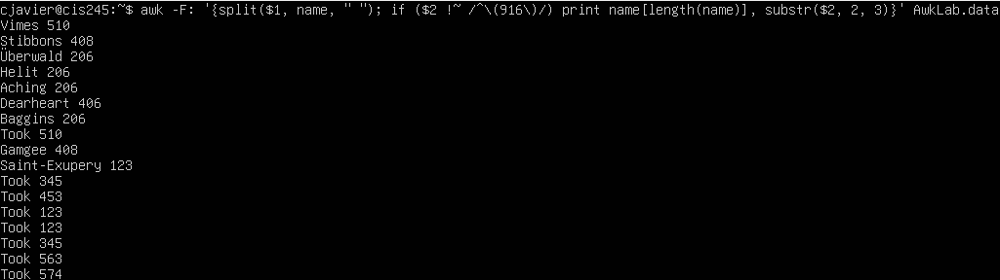 cjavier@cis245:~$ awk -F: '{split($1, name, " "); if ($2 !~ /^\(916\)/) print name[length(name)], substr($2, 2, 3)}' AwkLab.data
Vimes 510
Stibbons 408
Überwald 206
Helit 206
Aching 206
Dearheart 406
Baggins 206
Took 510
Gamgee 408
Saint-Exupery 123
Took 345
Took 453
Took 123
Took 123
Took 345
Took 563
Took 574